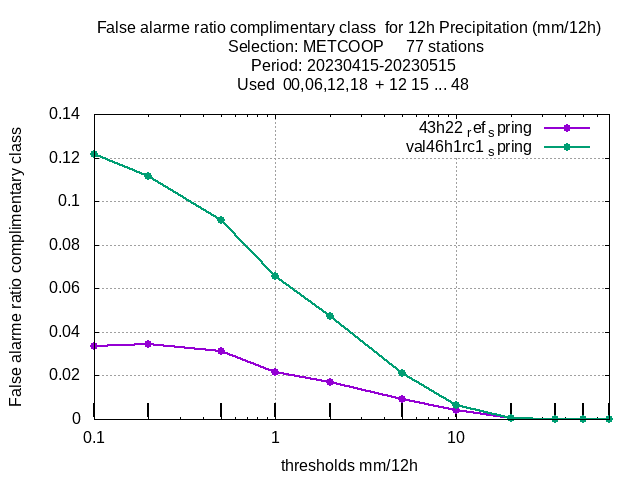 False alarme ratio complimentary class  for 12h Precipitation (mm/12h)
Selection: METCOOP     77 stations
Period: 20230415-20230515
Used  00,06,12,18  + 12 15 ... 48
43h22 ref spring
val46h1rc1 spring
False alarme ratio complimentary class
0.14
0.12
0.1
0.08
0.06
0.04
0.02
0
0.1 1 10
thresholds mm/12h